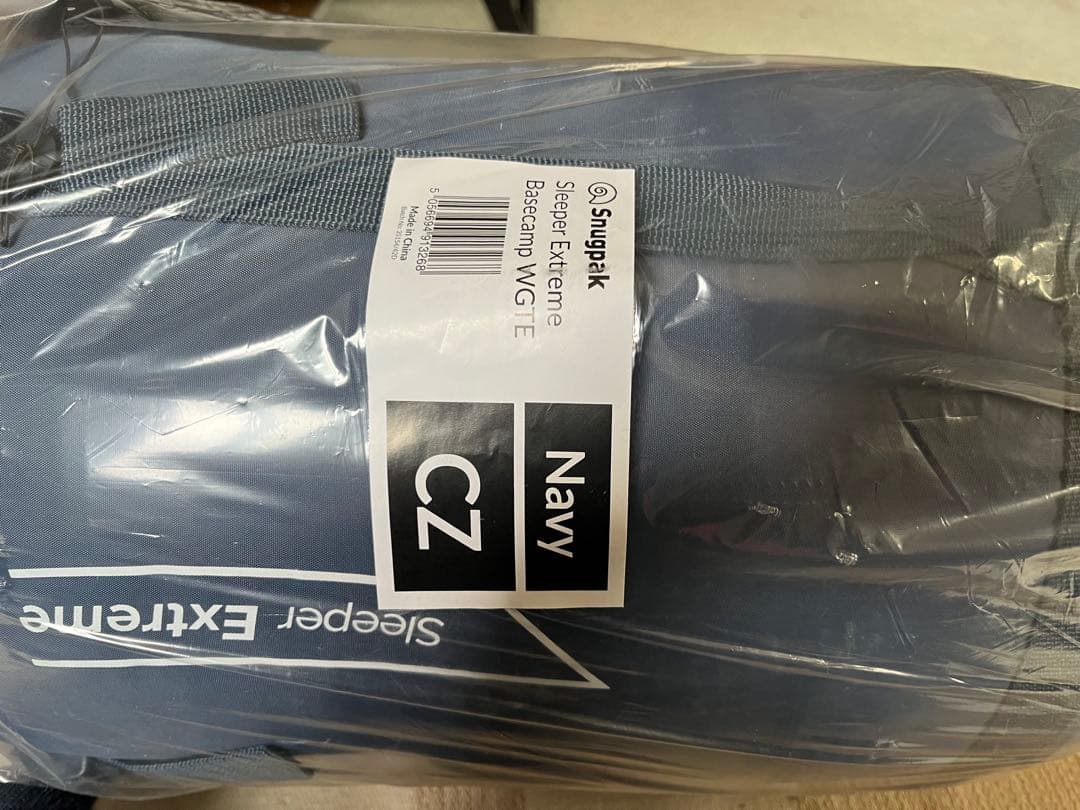 Snugpak
Sleeper Extreme
Basecamp WGTE
5 056694 913268
Made in China
Navy
CZ
Sleeper Extreme